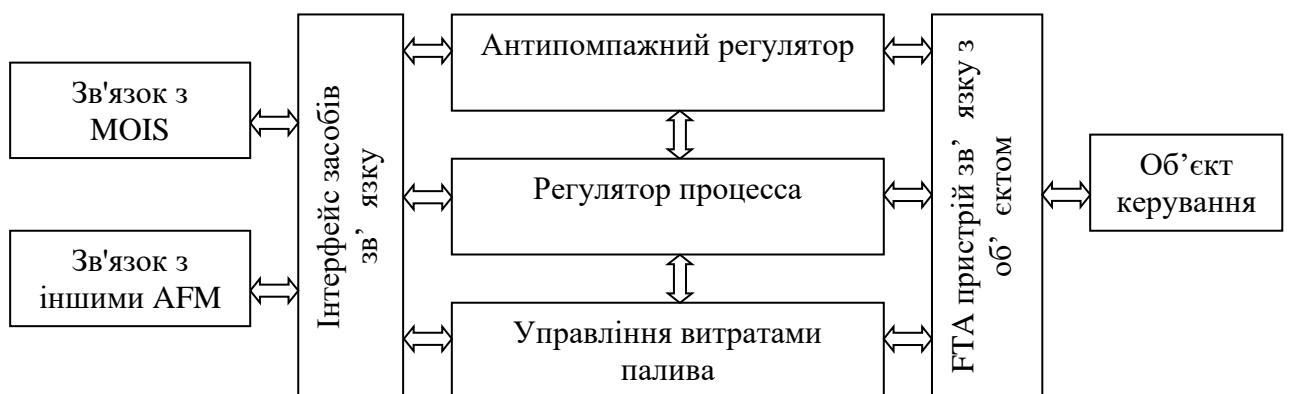 Зв'язок з
MOIS
Зв'язок з
іншими AFM
Інтерфейс засобів
зв’ язку
Антипомпажний регулятор
Регулятор процесса
Управління витратами
палива
FTA пристрій зв’ язку з
об’ єктом
Об’єкт
керування